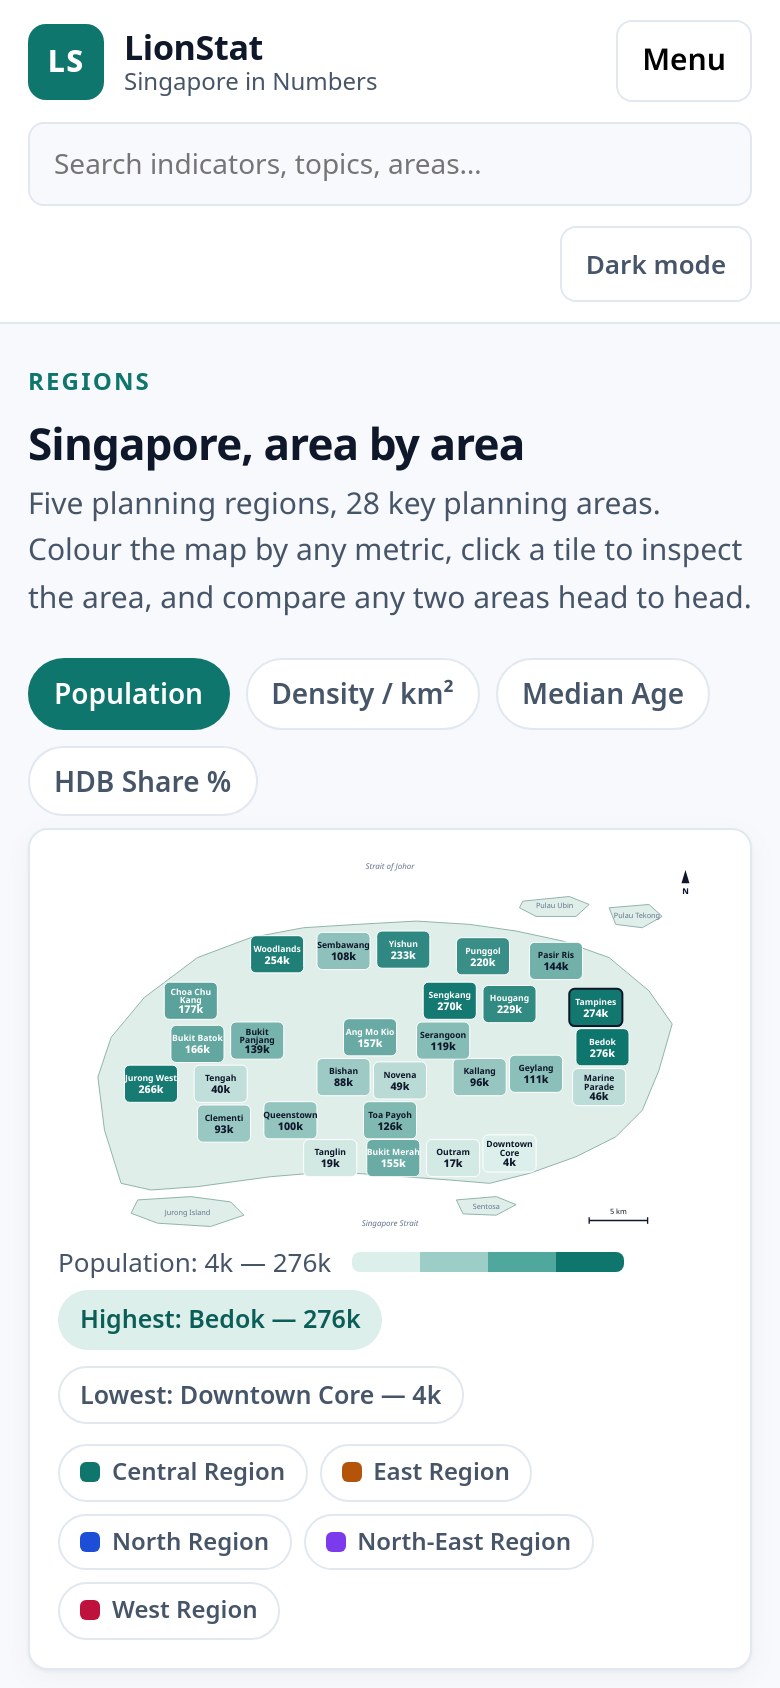 LS
LionStat
Singapore in Numbers
Menu
Search indicators, topics, areas...
Dark mode
REGIONS
Singapore, area by area
Five planning regions, 28 key planning areas.
Colour the map by any metric, click a tile to inspect
the area, and compare any two areas head to head.
Population
Density / km²
Median Age
HDB Share %
Strait of Johor
N
Pulau Ubin
Pulau Tekong
Woodlands
254k
Sembawang
108k
Yishun
233k
Punggol
220k
Pasir Ris
144k
Choa Chu
Kang
177k
Sengkang
270k
Hougang
229k
Tampines
274k
Bukit Batok
166k
Bukit
Panjang
139k
Ang Mo Kio
157k
Serangoon
119k
Bedok
276k
Jurong West
266k
Tengah
40k
Bishan
88k
Novena
49k
Kallang
96k
Geylang
111k
Marine
Parade
46k
Clementi
93k
Queenstown
100k
Toa Payoh
126k
Tanglin
19k
Bukit Merah
155k
Outram
17k
Downtown
Core
4k
Jurong Island
Singapore Strait
Sentosa
5 km
Population: 4k — 276k
Highest: Bedok — 276k
Lowest: Downtown Core — 4k
Central Region
East Region
North Region
North-East Region
West Region